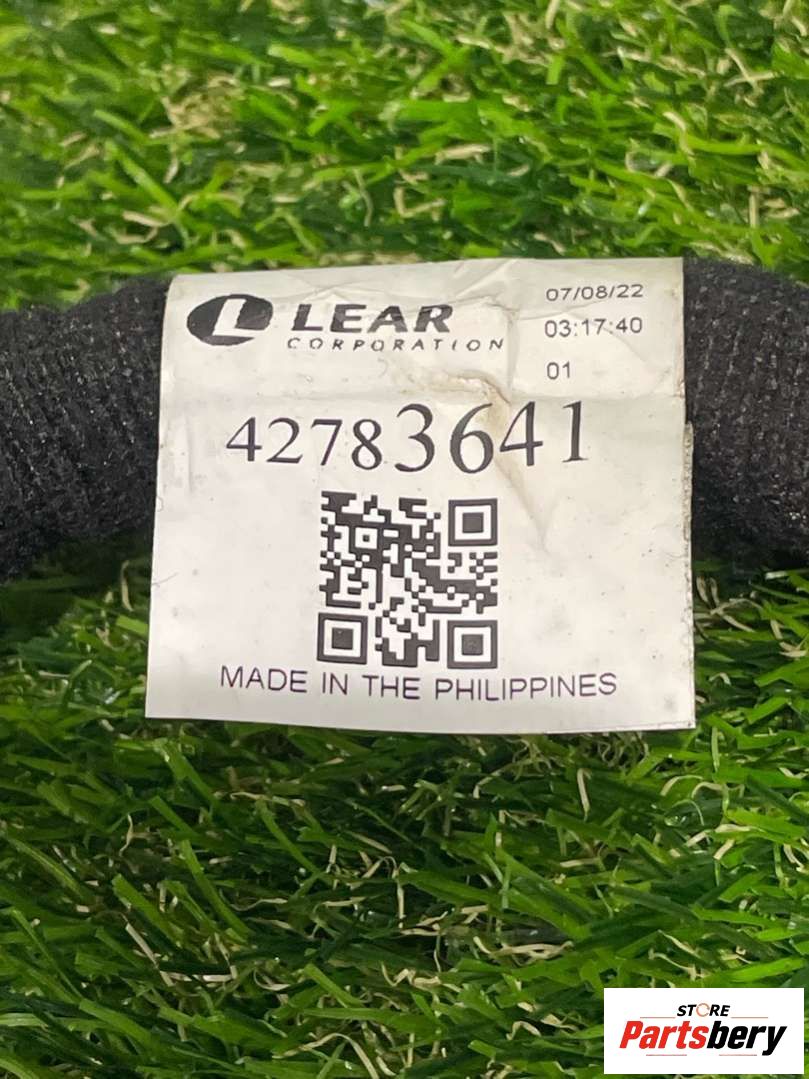 LEAR
CORPORATION
07/08/22
03:17:40
01
42783641
MADE IN THE PHILIPPINES
STORE
Partsbery